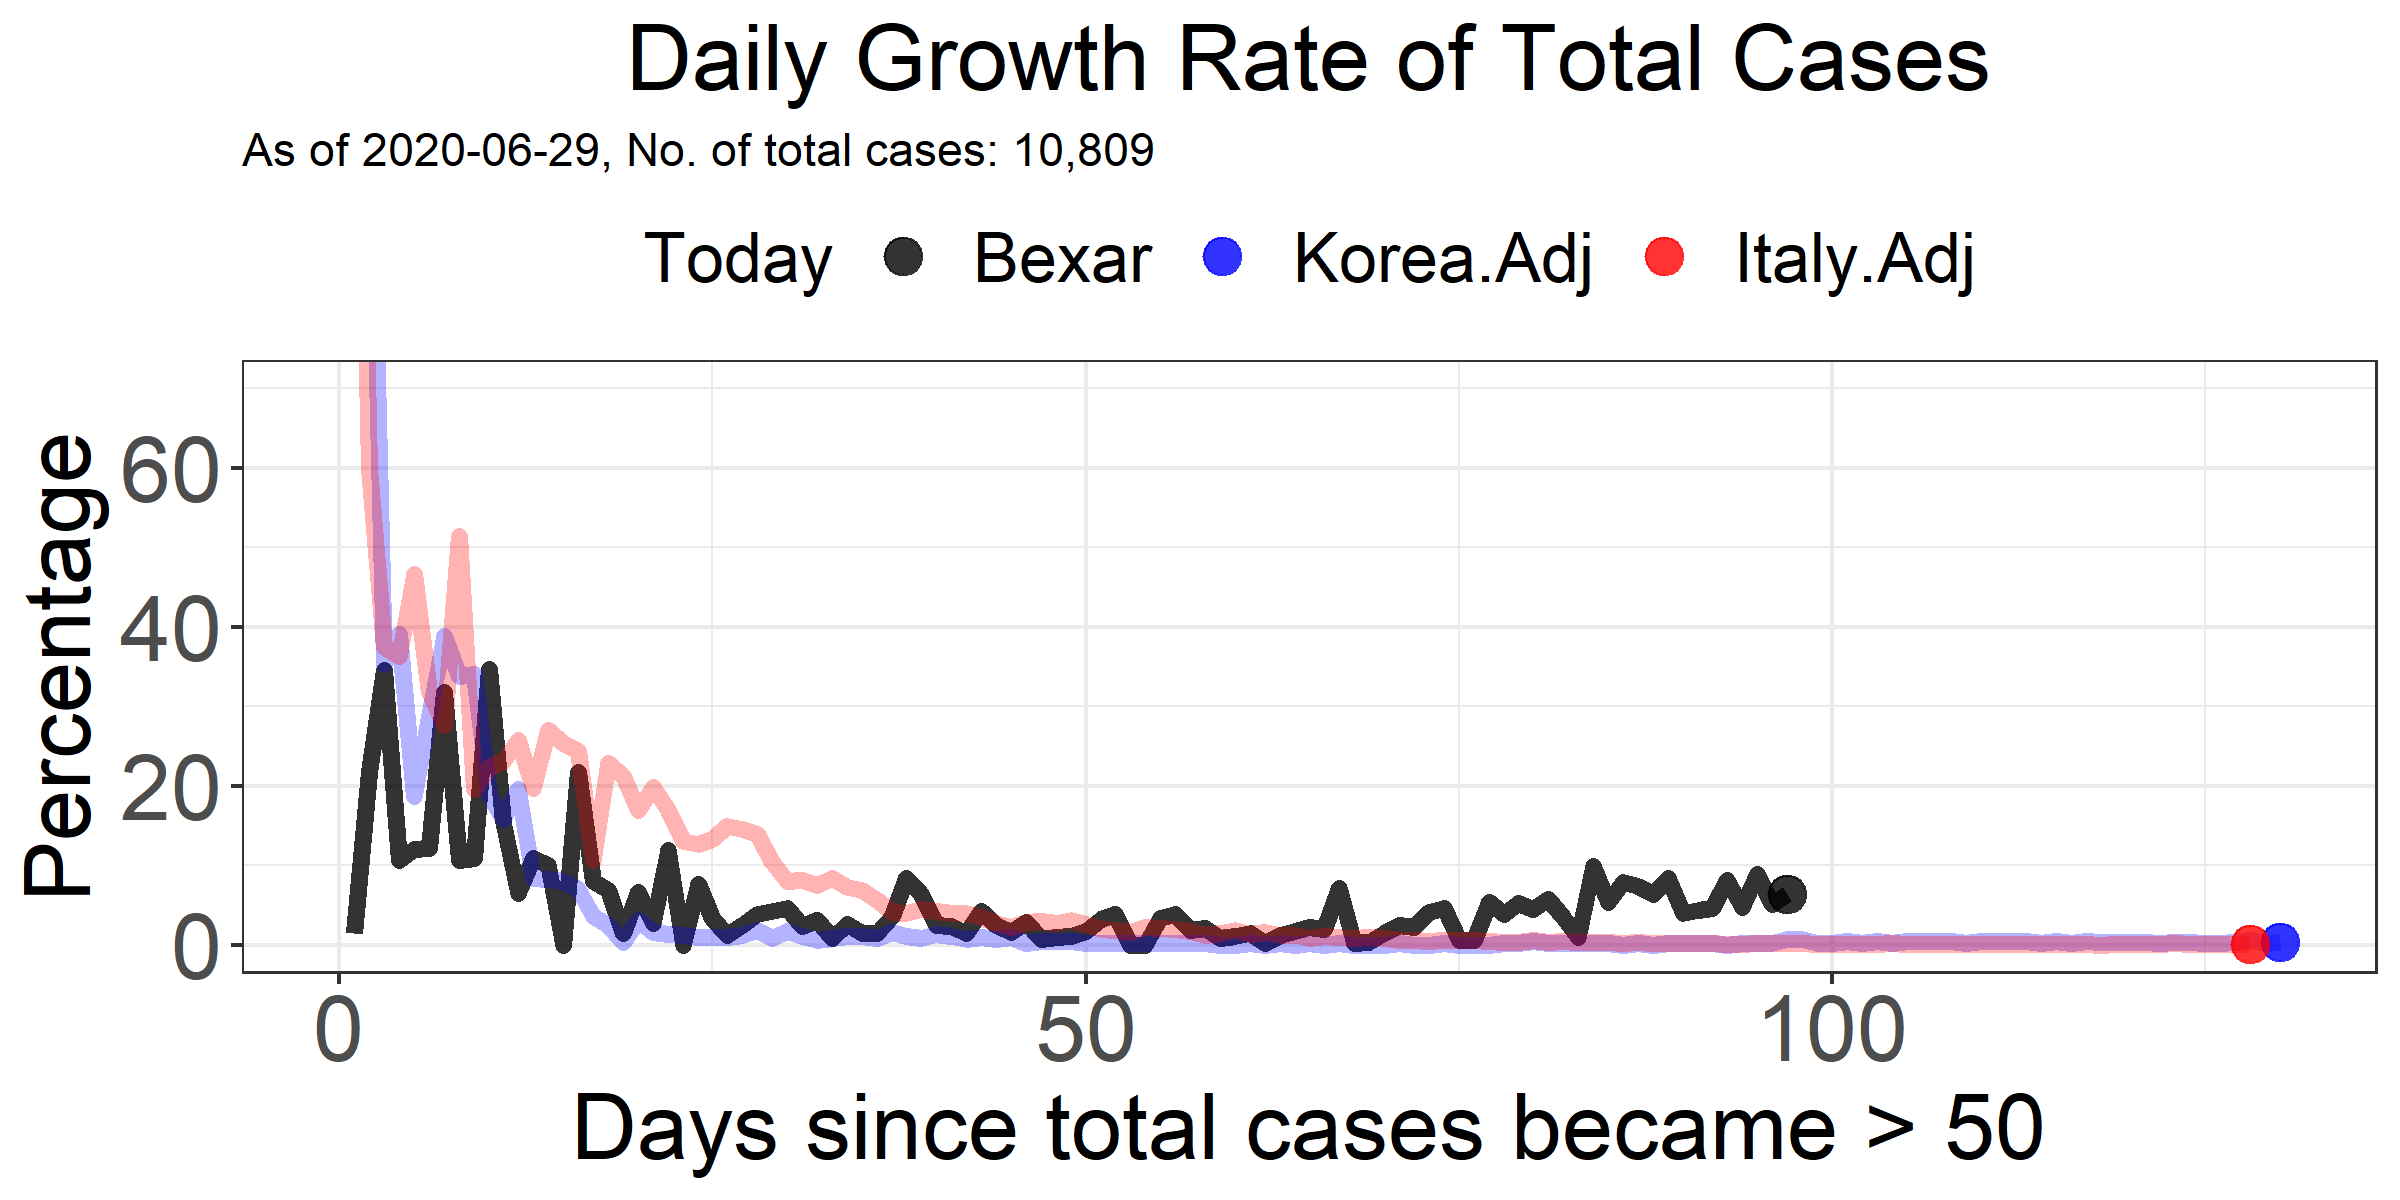 Daily Growth Rate of Total Cases
As of 2020-06-29, No. of total cases: 10,809
Today Bexar Korea.Adj Italy.Adj
Percentage
60
40
20
0
0 50 100
Days since total cases became > 50